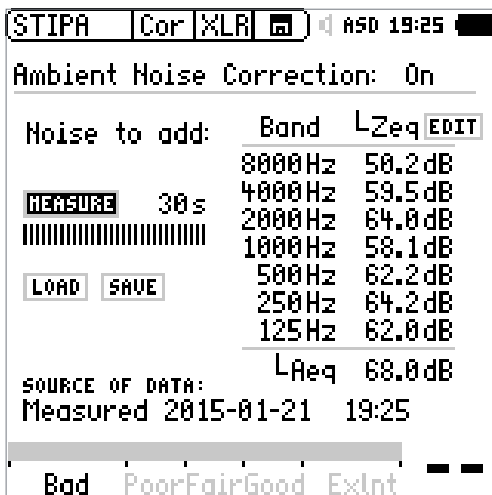 STIPA Cor XLR ASD 19:25
Ambient Noise Correction: On
Noise to add:
Band LZeq EDIT
8000Hz 50.2dB
4000Hz 59.5dB
MEASURE 30s
2000Hz 64.0dB
1000Hz 58.1dB
500Hz 62.2dB
LOAD SAVE
250Hz 64.2dB
125Hz 62.0dB
LAeq 68.0dB
SOURCE OF DATA:
Measured 2015-01-21 19:25
Bad Poor Fair Good Exlnt --